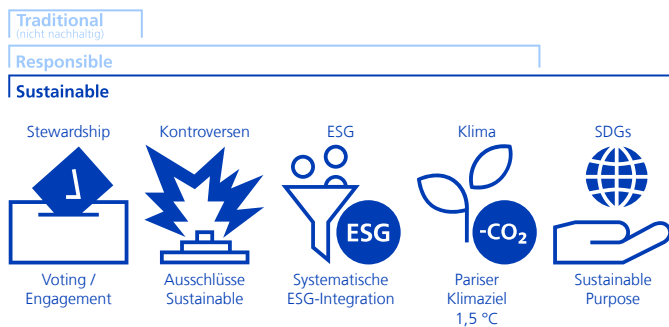 Traditional
(nicht nachhaltig)
Responsible
Sustainable
Stewardship
Kontroversen
ESG
Klima
SDGs
ESG
-CO₂
Voting /
Engagement
Ausschlüsse
Sustainable
Systematische
ESG-Integration
Pariser
Klimaziel
1,5 °C
Sustainable
Purpose